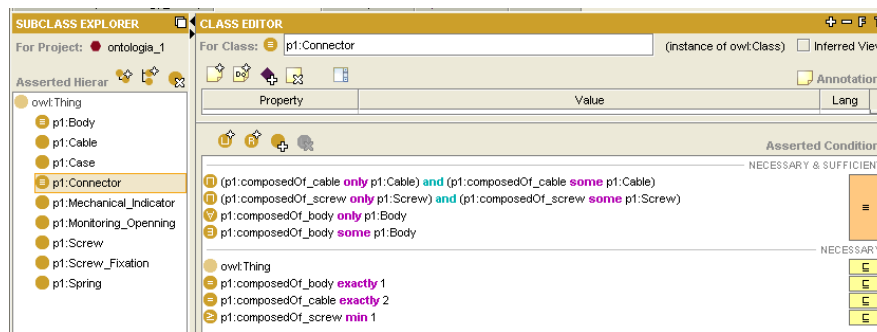 SUBCLASS EXPLORER
For Project: ontologia_1
Asserted Hierar
owl:Thing
p1:Body
p1:Cable
p1:Case
p1:Connector
p1:Mechanical_Indicator
p1:Monitoring_Openning
p1:Screw
p1:Screw_Fixation
p1:Spring
CLASS EDITOR
For Class: p1:Connector (instance of owl:Class) Inferred Viev
Annotation
Property Value Lang
Asserted Condition
NECESSARY & SUFFICIENT
(p1:composedOf_cable only p1:Cable) and (p1:composedOf_cable some p1:Cable)
(p1:composedOf_screw only p1:Screw) and (p1:composedOf_screw some p1:Screw)
∀ p1:composedOf_body only p1:Body
∃ p1:composedOf_body some p1:Body
≡
NECESSARY
owl:Thing ⊑
= p1:composedOf_body exactly 1 ⊑
= p1:composedOf_cable exactly 2 ⊑
≥ p1:composedOf_screw min 1 ⊑